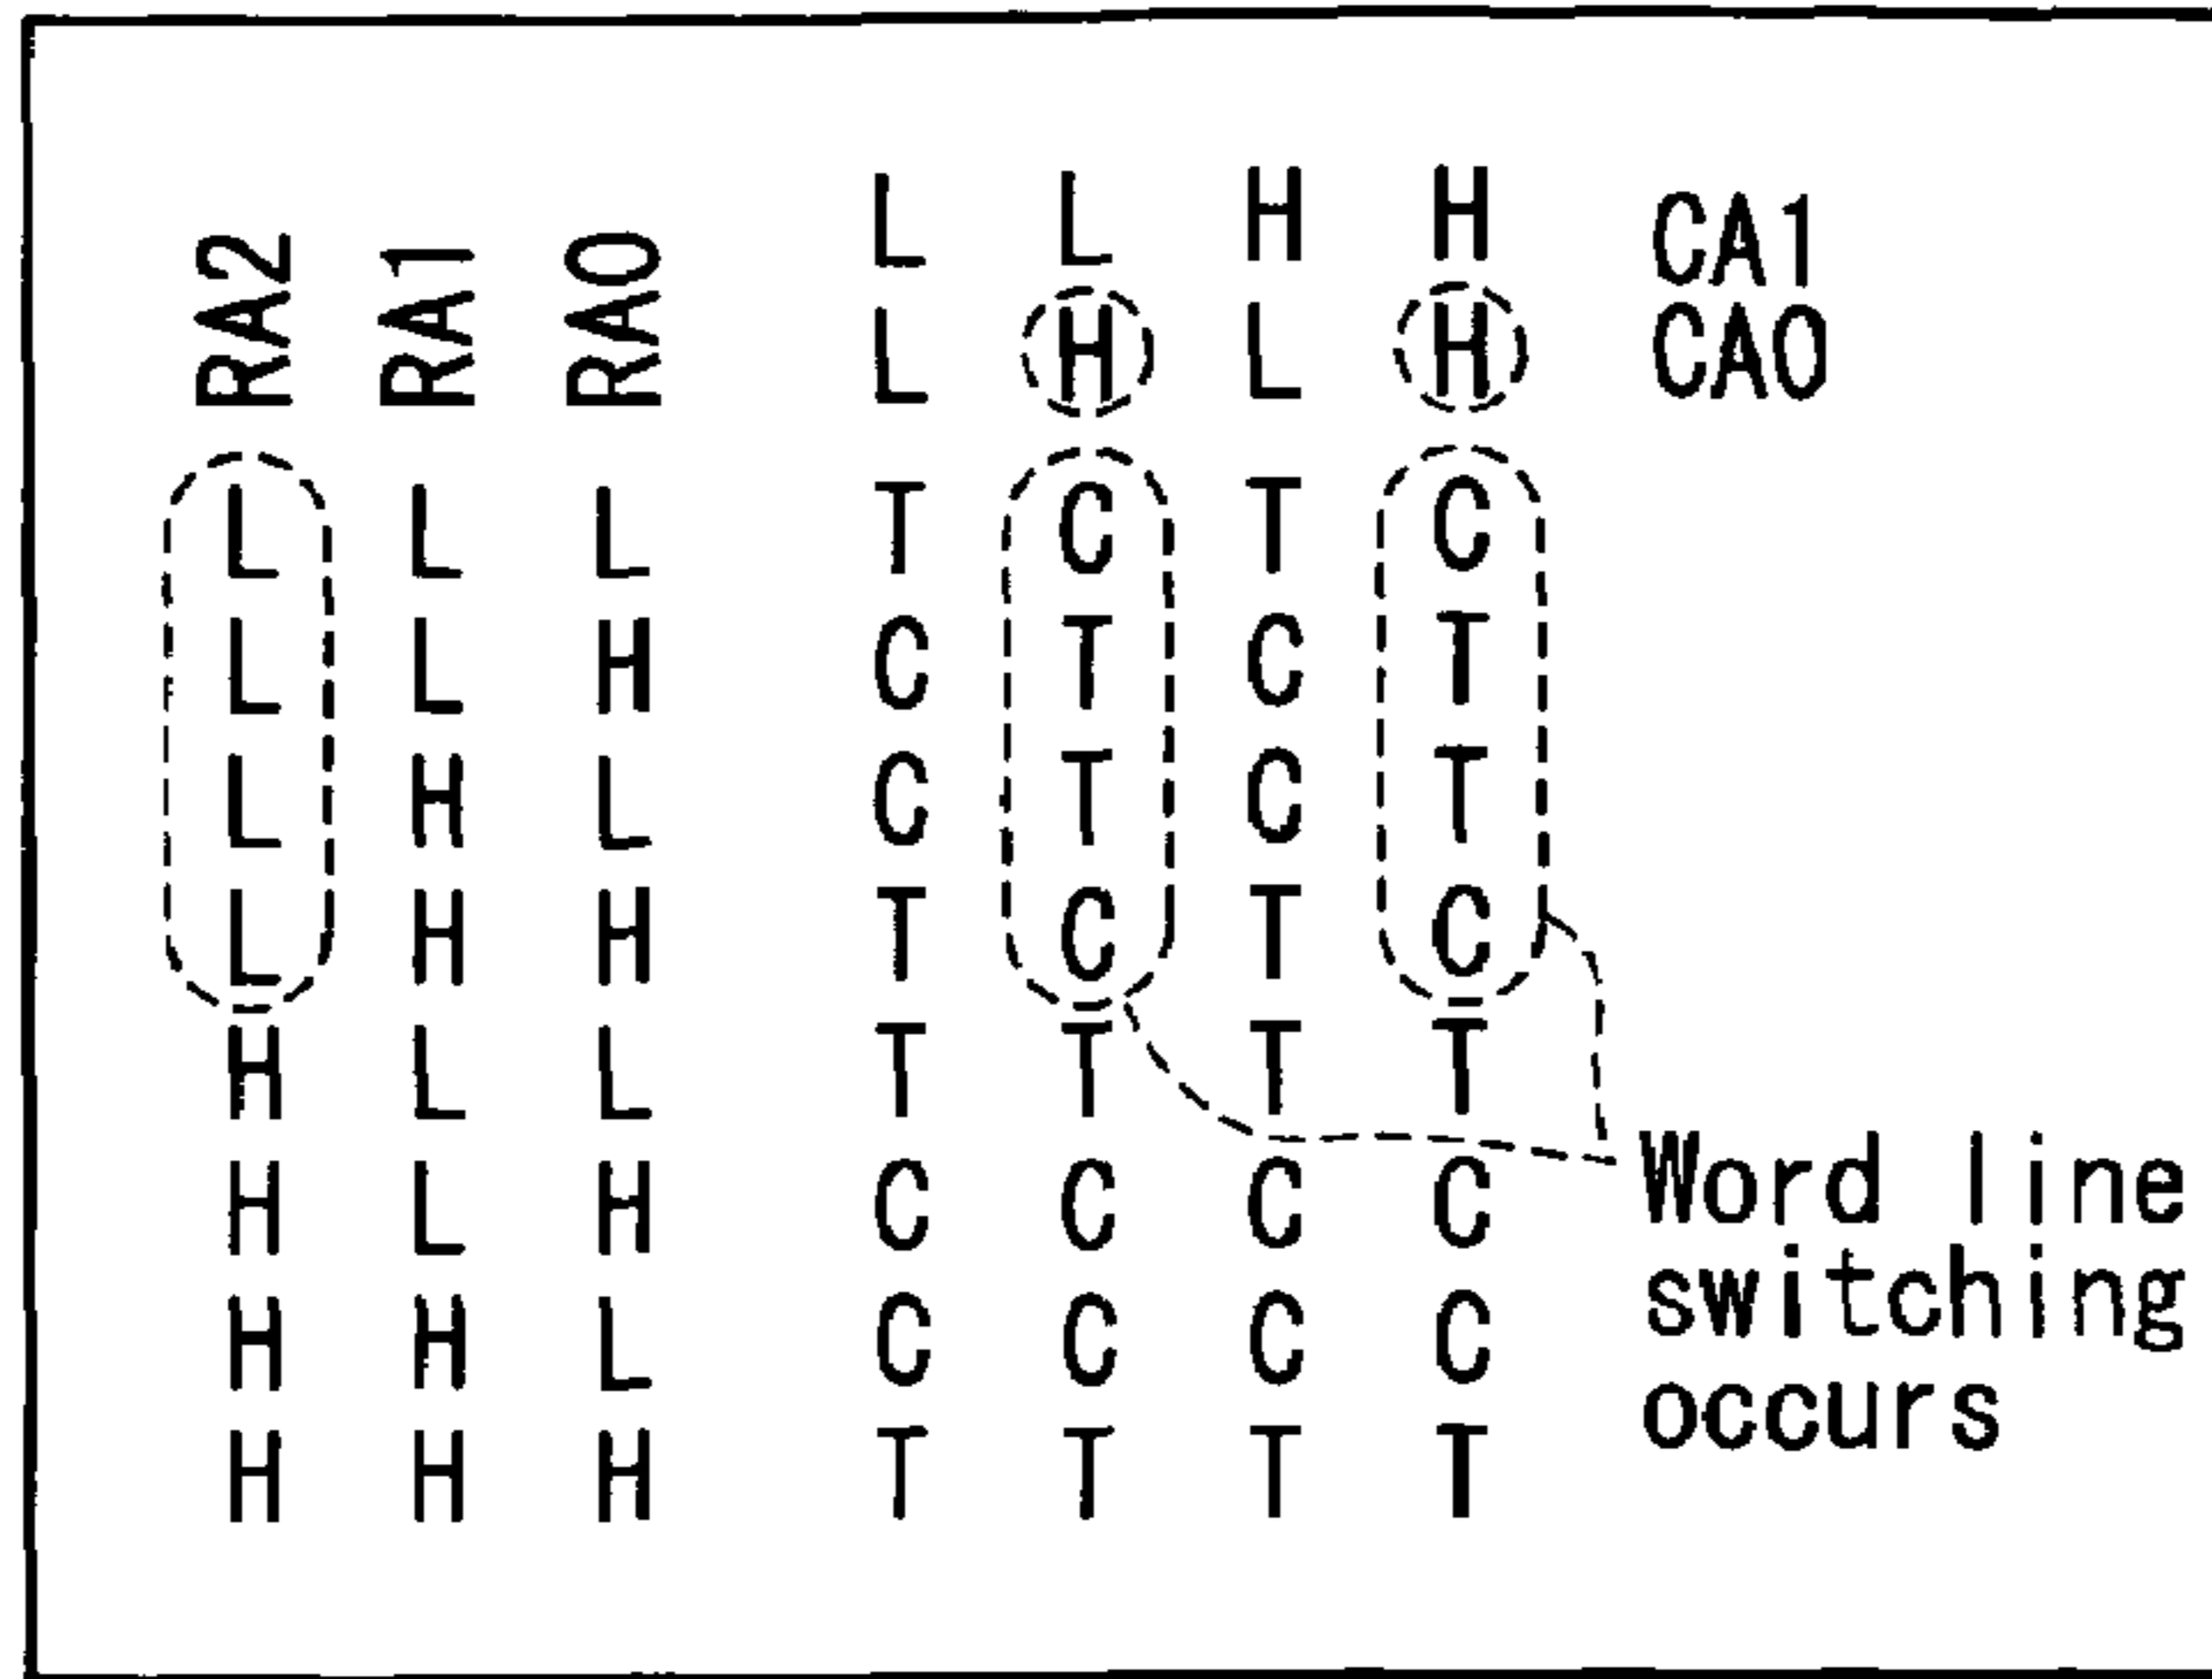 L L H H CA1
RA2 RA1 RA0 L H L H CA0
L L L T C T C
L L H C T C T
L H L C T C T
L H H T C T C
H L L T T T T
H L H C C C C
H H L C C C C
H H H T T T T
Word line
switching
occurs